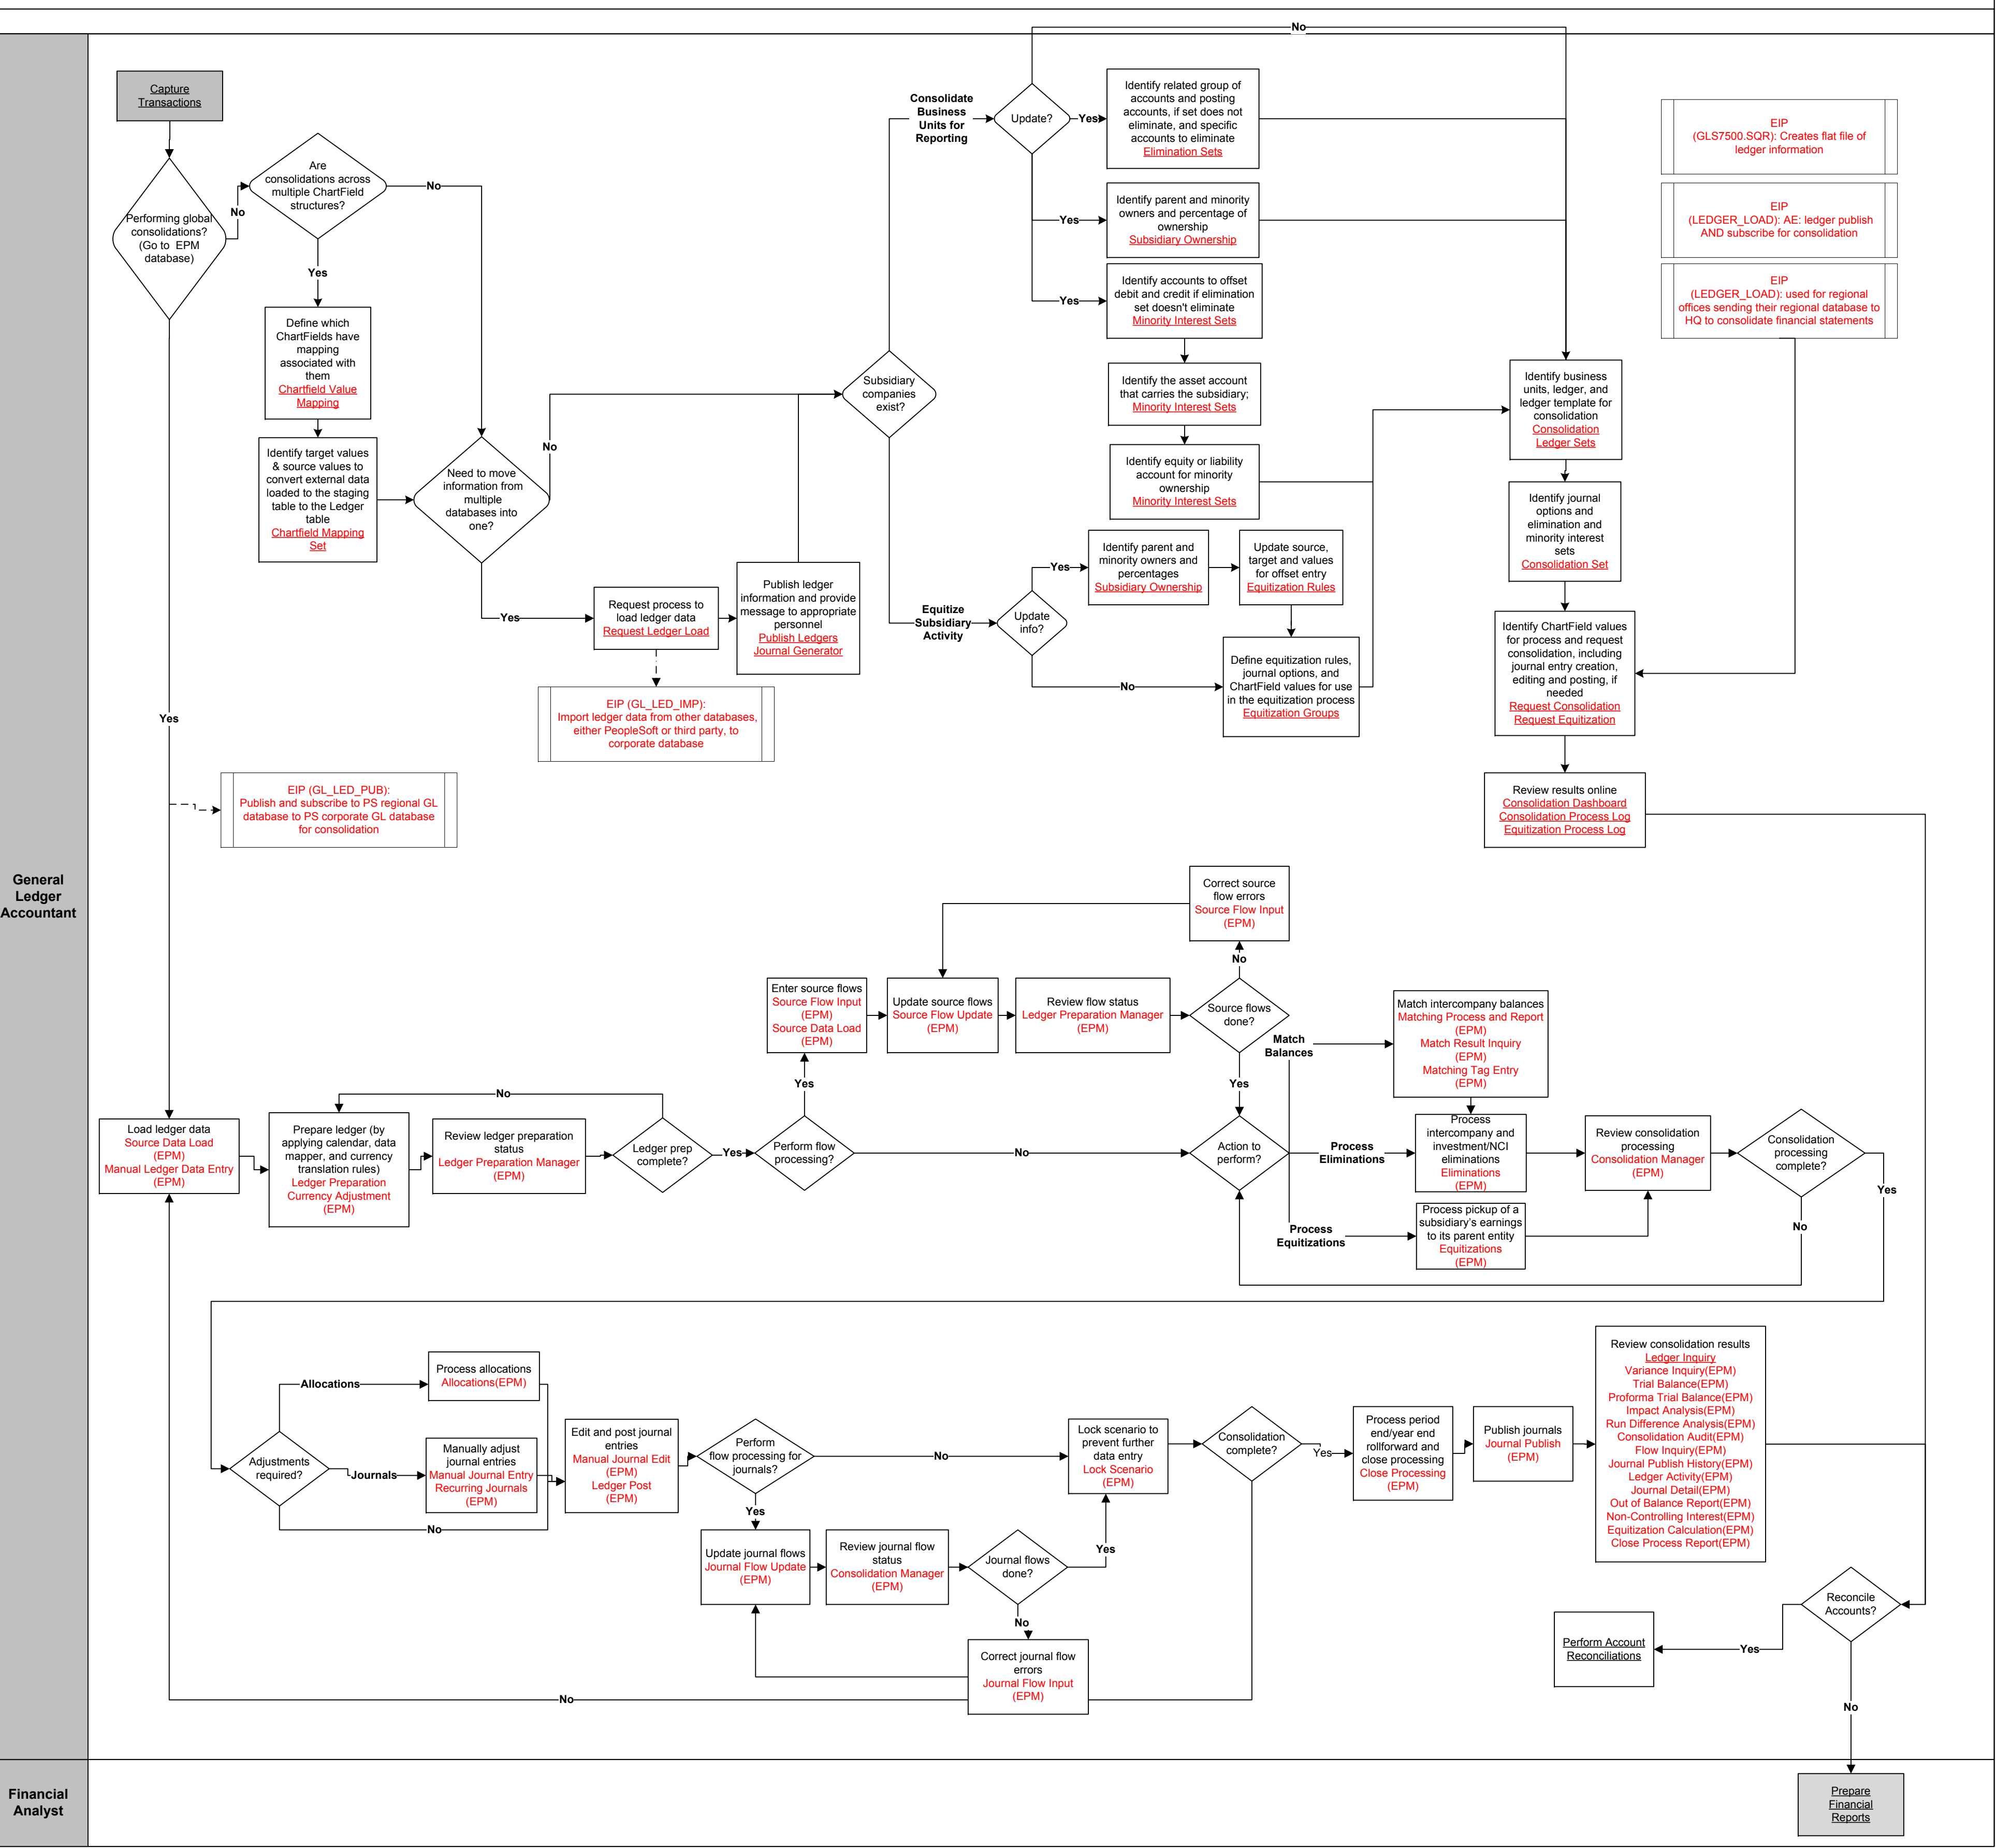 No
Capture
Transactions
Performing global
consolidations?
(Go to  EPM
database)
No
Are
consolidations across
multiple ChartField
structures?
No
Yes
Define which
ChartFields have
mapping
associated with
them
Chartfield Value
Mapping
Identify target values
& source values to
convert external data
loaded to the staging
table to the Ledger
table
Chartfield Mapping
Set
Need to move
information from
multiple
databases into
one?
No
Yes
Request process to
load ledger data
Request Ledger Load
Publish ledger
information and provide
message to appropriate
personnel
Publish Ledgers
Journal Generator
EIP (GL_LED_IMP):
Import ledger data from other databases,
either PeopleSoft or third party, to
corporate database
Yes
EIP (GL_LED_PUB):
Publish and subscribe to PS regional GL
database to PS corporate GL database
for consolidation
Subsidiary
companies
exist?
Consolidate
Business
Units for
Reporting
Update?
Yes
Identify related group of
accounts and posting
accounts, if set does not
eliminate, and specific
accounts to eliminate
Elimination Sets
Yes
Identify parent and minority
owners and percentage of
ownership
Subsidiary Ownership
Yes
Identify accounts to offset
debit and credit if elimination
set doesn't eliminate
Minority Interest Sets
Identify the asset account
that carries the subsidiary;
Minority Interest Sets
Identify equity or liability
account for minority
ownership
Minority Interest Sets
Equitize
Subsidiary
Activity
Update
info?
Yes
Identify parent and
minority owners and
percentages
Subsidiary Ownership
Update source,
target and values
for offset entry
Equitization Rules
No
Define equitization rules,
journal options, and
ChartField values for use
in the equitization process
Equitization Groups
EIP
(GLS7500.SQR): Creates flat file of
ledger information
EIP
(LEDGER_LOAD): AE: ledger publish
AND subscribe for consolidation
EIP
(LEDGER_LOAD): used for regional
offices sending their regional database to
HQ to consolidate financial statements
Identify business
units, ledger, and
ledger template for
consolidation
Consolidation
Ledger Sets
Identify journal
options and
elimination and
minority interest
sets
Consolidation Set
Identify ChartField values
for process and request
consolidation, including
journal entry creation,
editing and posting, if
needed
Request Consolidation
Request Equitization
Review results online
Consolidation Dashboard
Consolidation Process Log
Equitization Process Log
General
Ledger
Accountant
Correct source
flow errors
Source Flow Input
(EPM)
No
Enter source flows
Source Flow Input
(EPM)
Source Data Load
(EPM)
Update source flows
Source Flow Update
(EPM)
Review flow status
Ledger Preparation Manager
(EPM)
Source flows
done?
Yes
Yes
Match
Balances
Match intercompany balances
Matching Process and Report
(EPM)
Match Result Inquiry
(EPM)
Matching Tag Entry
(EPM)
No
Load ledger data
Source Data Load
(EPM)
Manual Ledger Data Entry
(EPM)
Prepare ledger (by
applying calendar, data
mapper, and currency
translation rules)
Ledger Preparation
Currency Adjustment
(EPM)
Review ledger preparation
status
Ledger Preparation Manager
(EPM)
Ledger prep
complete?
Yes
Perform flow
processing?
No
Action to
perform?
Process
Eliminations
Process
intercompany and
investment/NCI
eliminations
Eliminations
(EPM)
Review consolidation
processing
Consolidation Manager
(EPM)
Consolidation
processing
complete?
Yes
No
Process
Equitizations
Process pickup of a
subsidiary's earnings
to its parent entity
Equitizations
(EPM)
Adjustments
required?
Allocations
Process allocations
Allocations(EPM)
Journals
Manually adjust
journal entries
Manual Journal Entry
Recurring Journals
(EPM)
No
Edit and post journal
entries
Manual Journal Edit
(EPM)
Ledger Post
(EPM)
Perform
flow processing for
journals?
No
Yes
Update journal flows
Journal Flow Update
(EPM)
Review journal flow
status
Consolidation Manager
(EPM)
Journal flows
done?
Yes
No
Correct journal flow
errors
Journal Flow Input
(EPM)
No
Lock scenario to
prevent further
data entry
Lock Scenario
(EPM)
Consolidation
complete?
Yes
Process period
end/year end
rollforward and
close processing
Close Processing
(EPM)
Publish journals
Journal Publish
(EPM)
Review consolidation results
Ledger Inquiry
Variance Inquiry(EPM)
Trial Balance(EPM)
Proforma Trial Balance(EPM)
Impact Analysis(EPM)
Run Difference Analysis(EPM)
Consolidation Audit(EPM)
Flow Inquiry(EPM)
Journal Publish History(EPM)
Ledger Activity(EPM)
Journal Detail(EPM)
Out of Balance Report(EPM)
Non-Controlling Interest(EPM)
Equitization Calculation(EPM)
Close Process Report(EPM)
Reconcile
Accounts?
Yes
Perform Account
Reconciliations
No
Financial
Analyst
Prepare
Financial
Reports